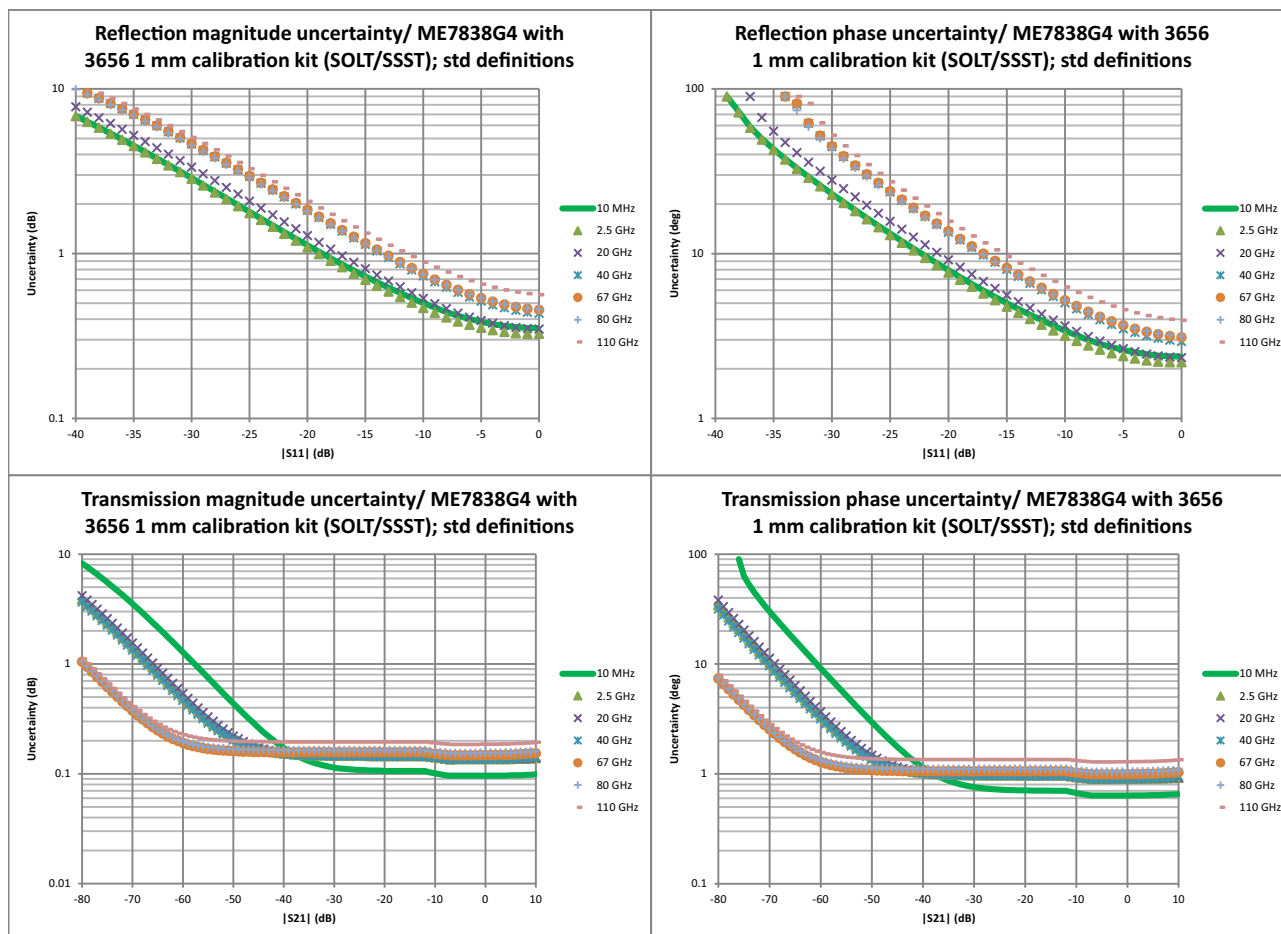 Reflection magnitude uncertainty/ ME7838G4 with
3656 1 mm calibration kit (SOLT/SSST); std definitions
Uncertainty (dB)
10
1
0.1
-40 -35 -30 -25 -20 -15 -10 -5 0
|S11| (dB)
10 MHz
2.5 GHz
20 GHz
40 GHz
67 GHz
80 GHz
110 GHz
Reflection phase uncertainty/ ME7838G4 with 3656
1 mm calibration kit (SOLT/SSST); std definitions
Uncertainty (deg)
100
10
1
-40 -35 -30 -25 -20 -15 -10 -5 0
|S11| (dB)
10 MHz
2.5 GHz
20 GHz
40 GHz
67 GHz
80 GHz
110 GHz
Transmission magnitude uncertainty/ ME7838G4 with
3656 1 mm calibration kit (SOLT/SSST); std definitions
Uncertainty (dB)
10
1
0.1
0.01
-80 -70 -60 -50 -40 -30 -20 -10 0 10
|S21| (dB)
10 MHz
2.5 GHz
20 GHz
40 GHz
67 GHz
80 GHz
110 GHz
Transmission phase uncertainty/ ME7838G4 with 3656
1 mm calibration kit (SOLT/SSST); std definitions
Uncertainty (deg)
100
10
1
0.1
-80 -70 -60 -50 -40 -30 -20 -10 0 10
|S21| (dB)
10 MHz
2.5 GHz
20 GHz
40 GHz
67 GHz
80 GHz
110 GHz